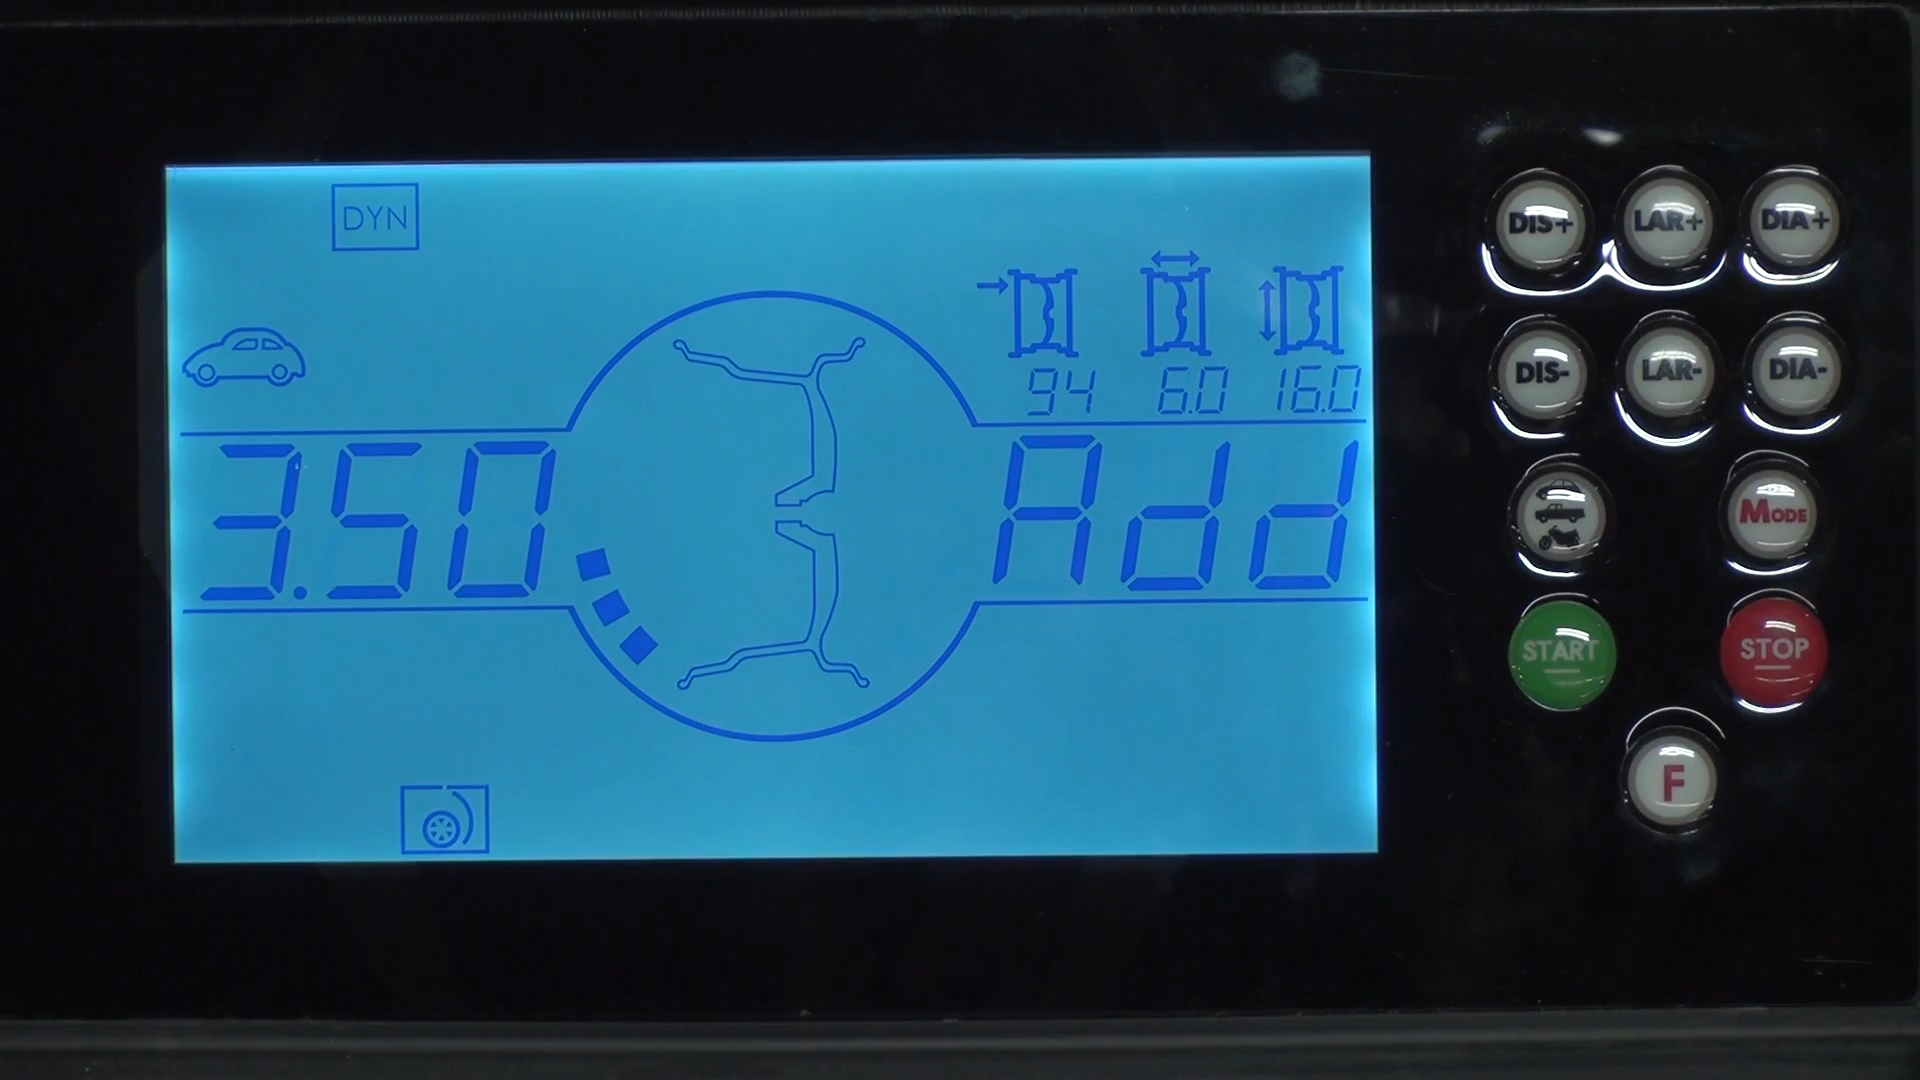 DYN
94 6.0 16.0
3.50 Add
DIS+ LAR+ DIA+
DIS- LAR- DIA-
MODE
START STOP
F